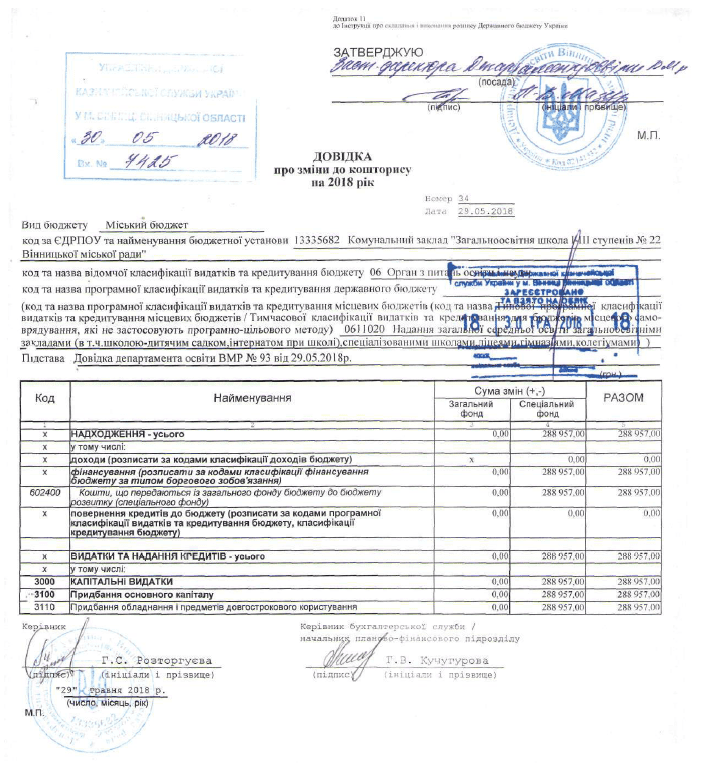 Додаток 11
до Інструкції про складання і виконання розпису Державного бюджету України
ЗАТВЕРДЖУЮ
(посада)
(підпис)
(ініціали і прізвище)
М.П.
КАЗНАЧЕЙСЬКОЇ СЛУЖБИ УКРАЇ
У М. ВІННИЦІ ВІННИЦЬКОЇ ОБЛАСТІ
"30" 05 2018
Вх. № 7425
ДОВІДКА
про зміни до кошторису
на 2018 рік
Номер 34
Дата 29.05.2018
Вид бюджету Міський бюджет
код за ЄДРПОУ та найменування бюджетної установи 13335682 Комунальний заклад "Загальноосвітня школа І-ІІІ ступенів № 22
Вінницької міської ради"
код та назва відомчої класифікації видатків та кредитування бюджету 06 Орган з питань освіти і науки
код та назва програмної класифікації видатків та кредитування державного бюджету
(код та назва програмної класифікації видатків та кредитування місцевих бюджетів (код та назва Типової програмної класифікації
видатків та кредитування місцевих бюджетів / Тимчасової класифікації видатків та кредитування для бюджетів місцевого само-
врядування, які не застосовують програмно-цільового методу) 0611020 Надання загальної середньої освіти загальноосвітніми
закладами (в т.ч.школою-дитячим садком,інтернатом при школі),спеціалізованими школами,ліцеями,гімназіями,колегіумами) )
ЗАРЕЄСТРОВАНО
ТА ВЗЯТО НА ОБЛІК
18 30 ТРА 2018 18
Підстава Довідка департамента освіти ВМР № 93 від 29.05.2018р.
(грн.)
Код Найменування Сума змін (+,-) РАЗОМ
Загальний фонд Спеціальний фонд
1 2 3 4 5
х НАДХОДЖЕННЯ - усього 0,00 288 957,00 288 957,00
х у тому числі:
х доходи (розписати за кодами класифікації доходів бюджету) х 0,00 0,00
х фінансування (розписати за кодами класифікації фінансування 0,00 288 957,00 288 957,00
бюджету за типом боргового зобов'язання)
602400 Кошти, що передаються із загального фонду бюджету до бюджету 0,00 288 957,00 288 957,00
розвитку (спеціального фонду)
х повернення кредитів до бюджету (розписати за кодами програмної 0,00 0,00 0,00
класифікації видатків та кредитування бюджету, класифікації
кредитування бюджету)
х ВИДАТКИ ТА НАДАННЯ КРЕДИТІВ - усього 0,00 288 957,00 288 957,00
х у тому числі:
3000 КАПІТАЛЬНІ ВИДАТКИ 0,00 288 957,00 288 957,00
3100 Придбання основного капіталу 0,00 288 957,00 288 957,00
3110 Придбання обладнання і предметів довгострокового користування 0,00 288 957,00 288 957,00
Керівник
Г.С. Розторгуєва
(підпис) (ініціали і прізвище)
"29" травня 2018 р.
(число, місяць, рік)
М.П.
13335682
Керівник бухгалтерської служби /
начальник планово-фінансового підрозділу
Г.В. Кучугурова
(підпис) (ініціали і прізвище)